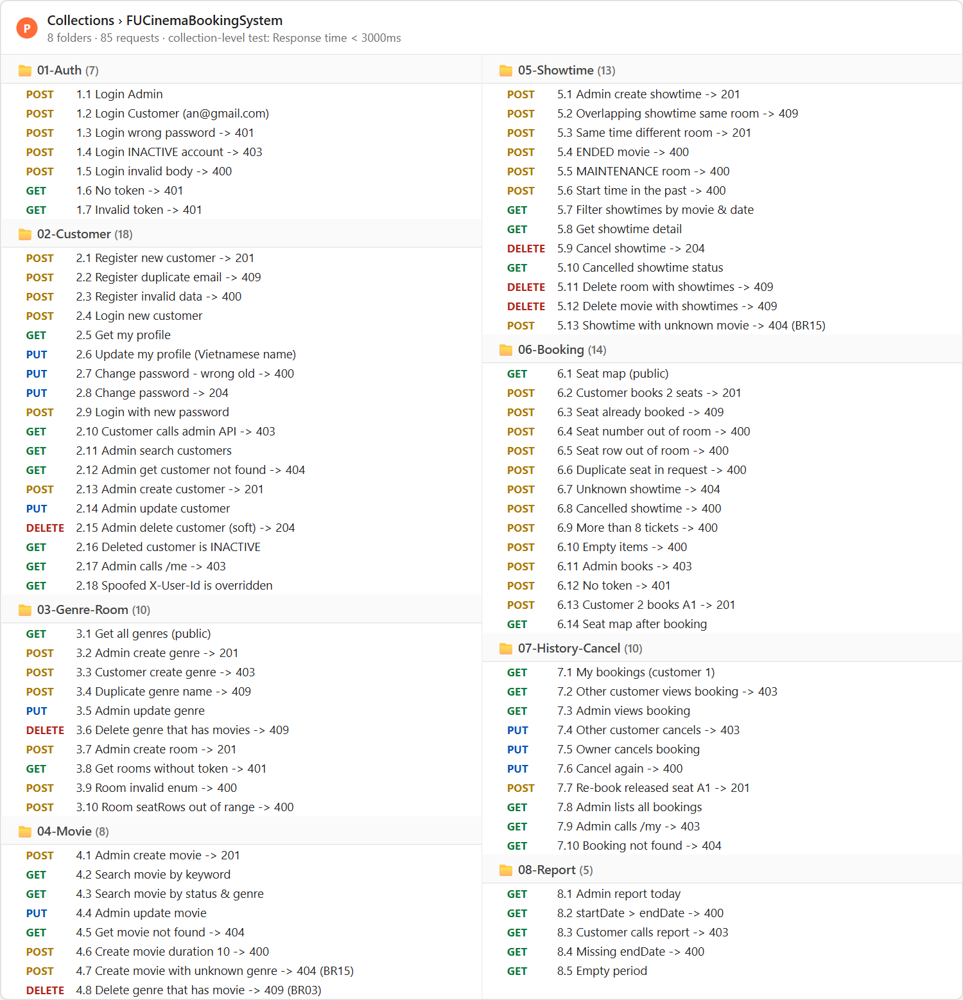 P
Collections › FUCinemaBookingSystem
8 folders · 85 requests · collection-level test: Response time < 3000ms
01-Auth (7)
POST 1.1 Login Admin
POST 1.2 Login Customer (an@gmail.com)
POST 1.3 Login wrong password -> 401
POST 1.4 Login INACTIVE account -> 403
POST 1.5 Login invalid body -> 400
GET 1.6 No token -> 401
GET 1.7 Invalid token -> 401
02-Customer (18)
POST 2.1 Register new customer -> 201
POST 2.2 Register duplicate email -> 409
POST 2.3 Register invalid data -> 400
POST 2.4 Login new customer
GET 2.5 Get my profile
PUT 2.6 Update my profile (Vietnamese name)
PUT 2.7 Change password - wrong old -> 400
PUT 2.8 Change password -> 204
POST 2.9 Login with new password
GET 2.10 Customer calls admin API -> 403
GET 2.11 Admin search customers
GET 2.12 Admin get customer not found -> 404
POST 2.13 Admin create customer -> 201
PUT 2.14 Admin update customer
DELETE 2.15 Admin delete customer (soft) -> 204
GET 2.16 Deleted customer is INACTIVE
GET 2.17 Admin calls /me -> 403
GET 2.18 Spoofed X-User-Id is overridden
03-Genre-Room (10)
GET 3.1 Get all genres (public)
POST 3.2 Admin create genre -> 201
POST 3.3 Customer create genre -> 403
POST 3.4 Duplicate genre name -> 409
PUT 3.5 Admin update genre
DELETE 3.6 Delete genre that has movies -> 409
POST 3.7 Admin create room -> 201
GET 3.8 Get rooms without token -> 401
POST 3.9 Room invalid enum -> 400
POST 3.10 Room seatRows out of range -> 400
04-Movie (8)
POST 4.1 Admin create movie -> 201
GET 4.2 Search movie by keyword
GET 4.3 Search movie by status & genre
PUT 4.4 Admin update movie
GET 4.5 Get movie not found -> 404
POST 4.6 Create movie duration 10 -> 400
POST 4.7 Create movie with unknown genre -> 404 (BR15)
DELETE 4.8 Delete genre that has movie -> 409 (BR03)
05-Showtime (13)
POST 5.1 Admin create showtime -> 201
POST 5.2 Overlapping showtime same room -> 409
POST 5.3 Same time different room -> 201
POST 5.4 ENDED movie -> 400
POST 5.5 MAINTENANCE room -> 400
POST 5.6 Start time in the past -> 400
GET 5.7 Filter showtimes by movie & date
GET 5.8 Get showtime detail
DELETE 5.9 Cancel showtime -> 204
GET 5.10 Cancelled showtime status
DELETE 5.11 Delete room with showtimes -> 409
DELETE 5.12 Delete movie with showtimes -> 409
POST 5.13 Showtime with unknown movie -> 404 (BR15)
06-Booking (14)
GET 6.1 Seat map (public)
POST 6.2 Customer books 2 seats -> 201
POST 6.3 Seat already booked -> 409
POST 6.4 Seat number out of room -> 400
POST 6.5 Seat row out of room -> 400
POST 6.6 Duplicate seat in request -> 400
POST 6.7 Unknown showtime -> 404
POST 6.8 Cancelled showtime -> 400
POST 6.9 More than 8 tickets -> 400
POST 6.10 Empty items -> 400
POST 6.11 Admin books -> 403
POST 6.12 No token -> 401
POST 6.13 Customer 2 books A1 -> 201
GET 6.14 Seat map after booking
07-History-Cancel (10)
GET 7.1 My bookings (customer 1)
GET 7.2 Other customer views booking -> 403
GET 7.3 Admin views booking
PUT 7.4 Other customer cancels -> 403
PUT 7.5 Owner cancels booking
PUT 7.6 Cancel again -> 400
POST 7.7 Re-book released seat A1 -> 201
GET 7.8 Admin lists all bookings
GET 7.9 Admin calls /my -> 403
GET 7.10 Booking not found -> 404
08-Report (5)
GET 8.1 Admin report today
GET 8.2 startDate > endDate -> 400
GET 8.3 Customer calls report -> 403
GET 8.4 Missing endDate -> 400
GET 8.5 Empty period